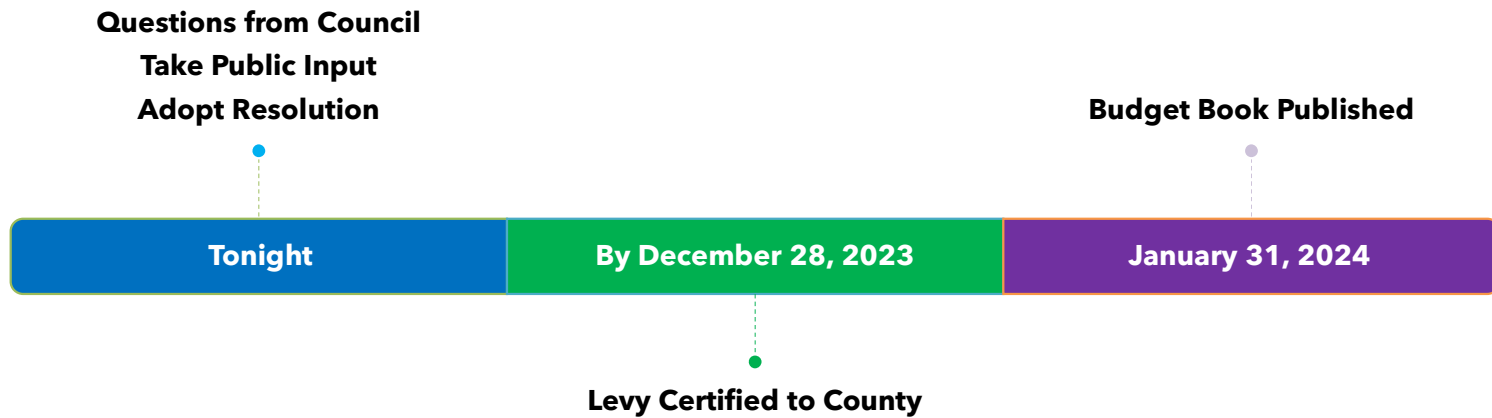 Questions from Council
Take Public Input
Adopt Resolution
Budget Book Published
Tonight
By December 28, 2023
January 31, 2024
Levy Certified to County